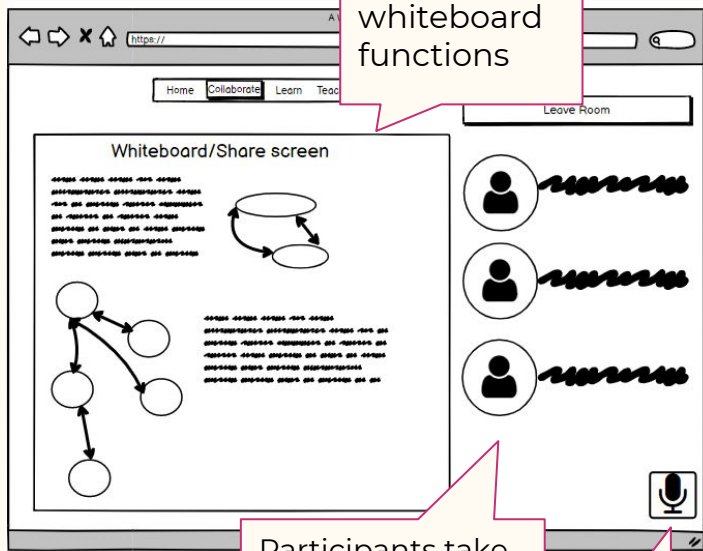 whiteboard
functions
https://
Home Collaborate Learn
Leave Room
Whiteboard/Share screen
Participants take